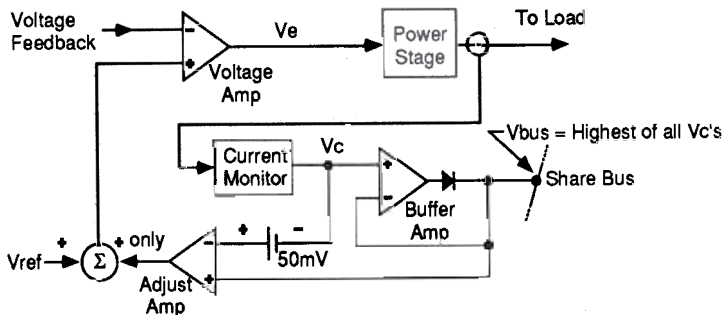 Voltage
Feedback
-
+
Voltage
Amp
Ve
Power
Stage
To Load
Current
Monitor
Vc
+
-
Buffer
Amp
Vbus = Highest of all Vc's
Share Bus
Vref
+
Σ
+ only
Adjust
Amp
-
+
+
-
50mV